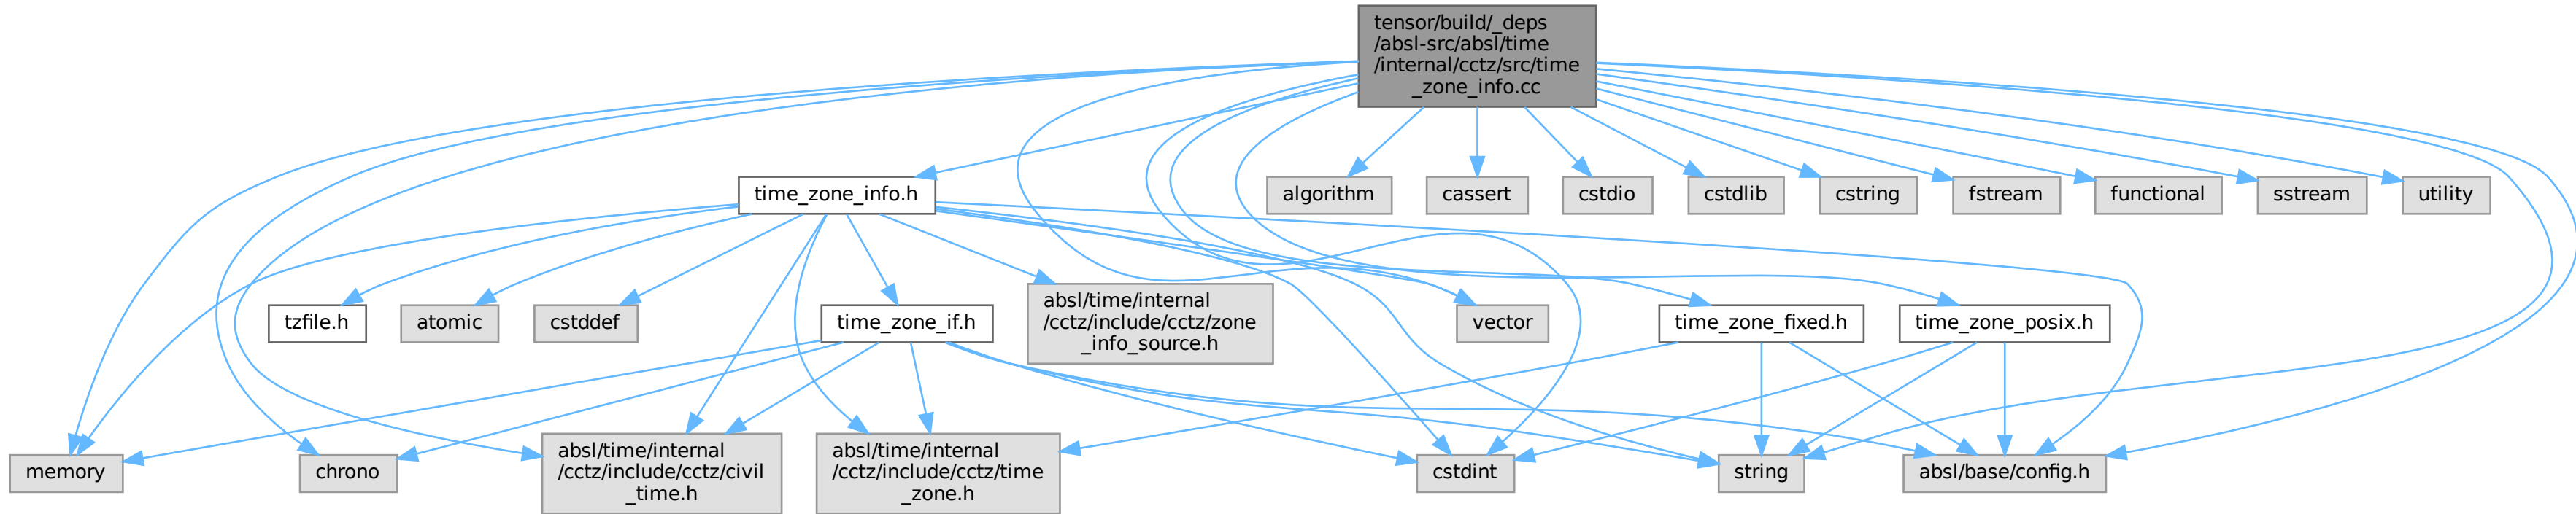 tensor/build/_deps
/absl-src/absl/time
/internal/cctz/src/time
_zone_info.cc
time_zone_info.h
algorithm
cassert
cstdio
cstdlib
cstring
fstream
functional
sstream
utility
tzfile.h
atomic
cstddef
time_zone_if.h
absl/time/internal
/cctz/include/cctz/zone
_info_source.h
vector
time_zone_fixed.h
time_zone_posix.h
memory
chrono
absl/time/internal
/cctz/include/cctz/civil
_time.h
absl/time/internal
/cctz/include/cctz/time
_zone.h
cstdint
string
absl/base/config.h